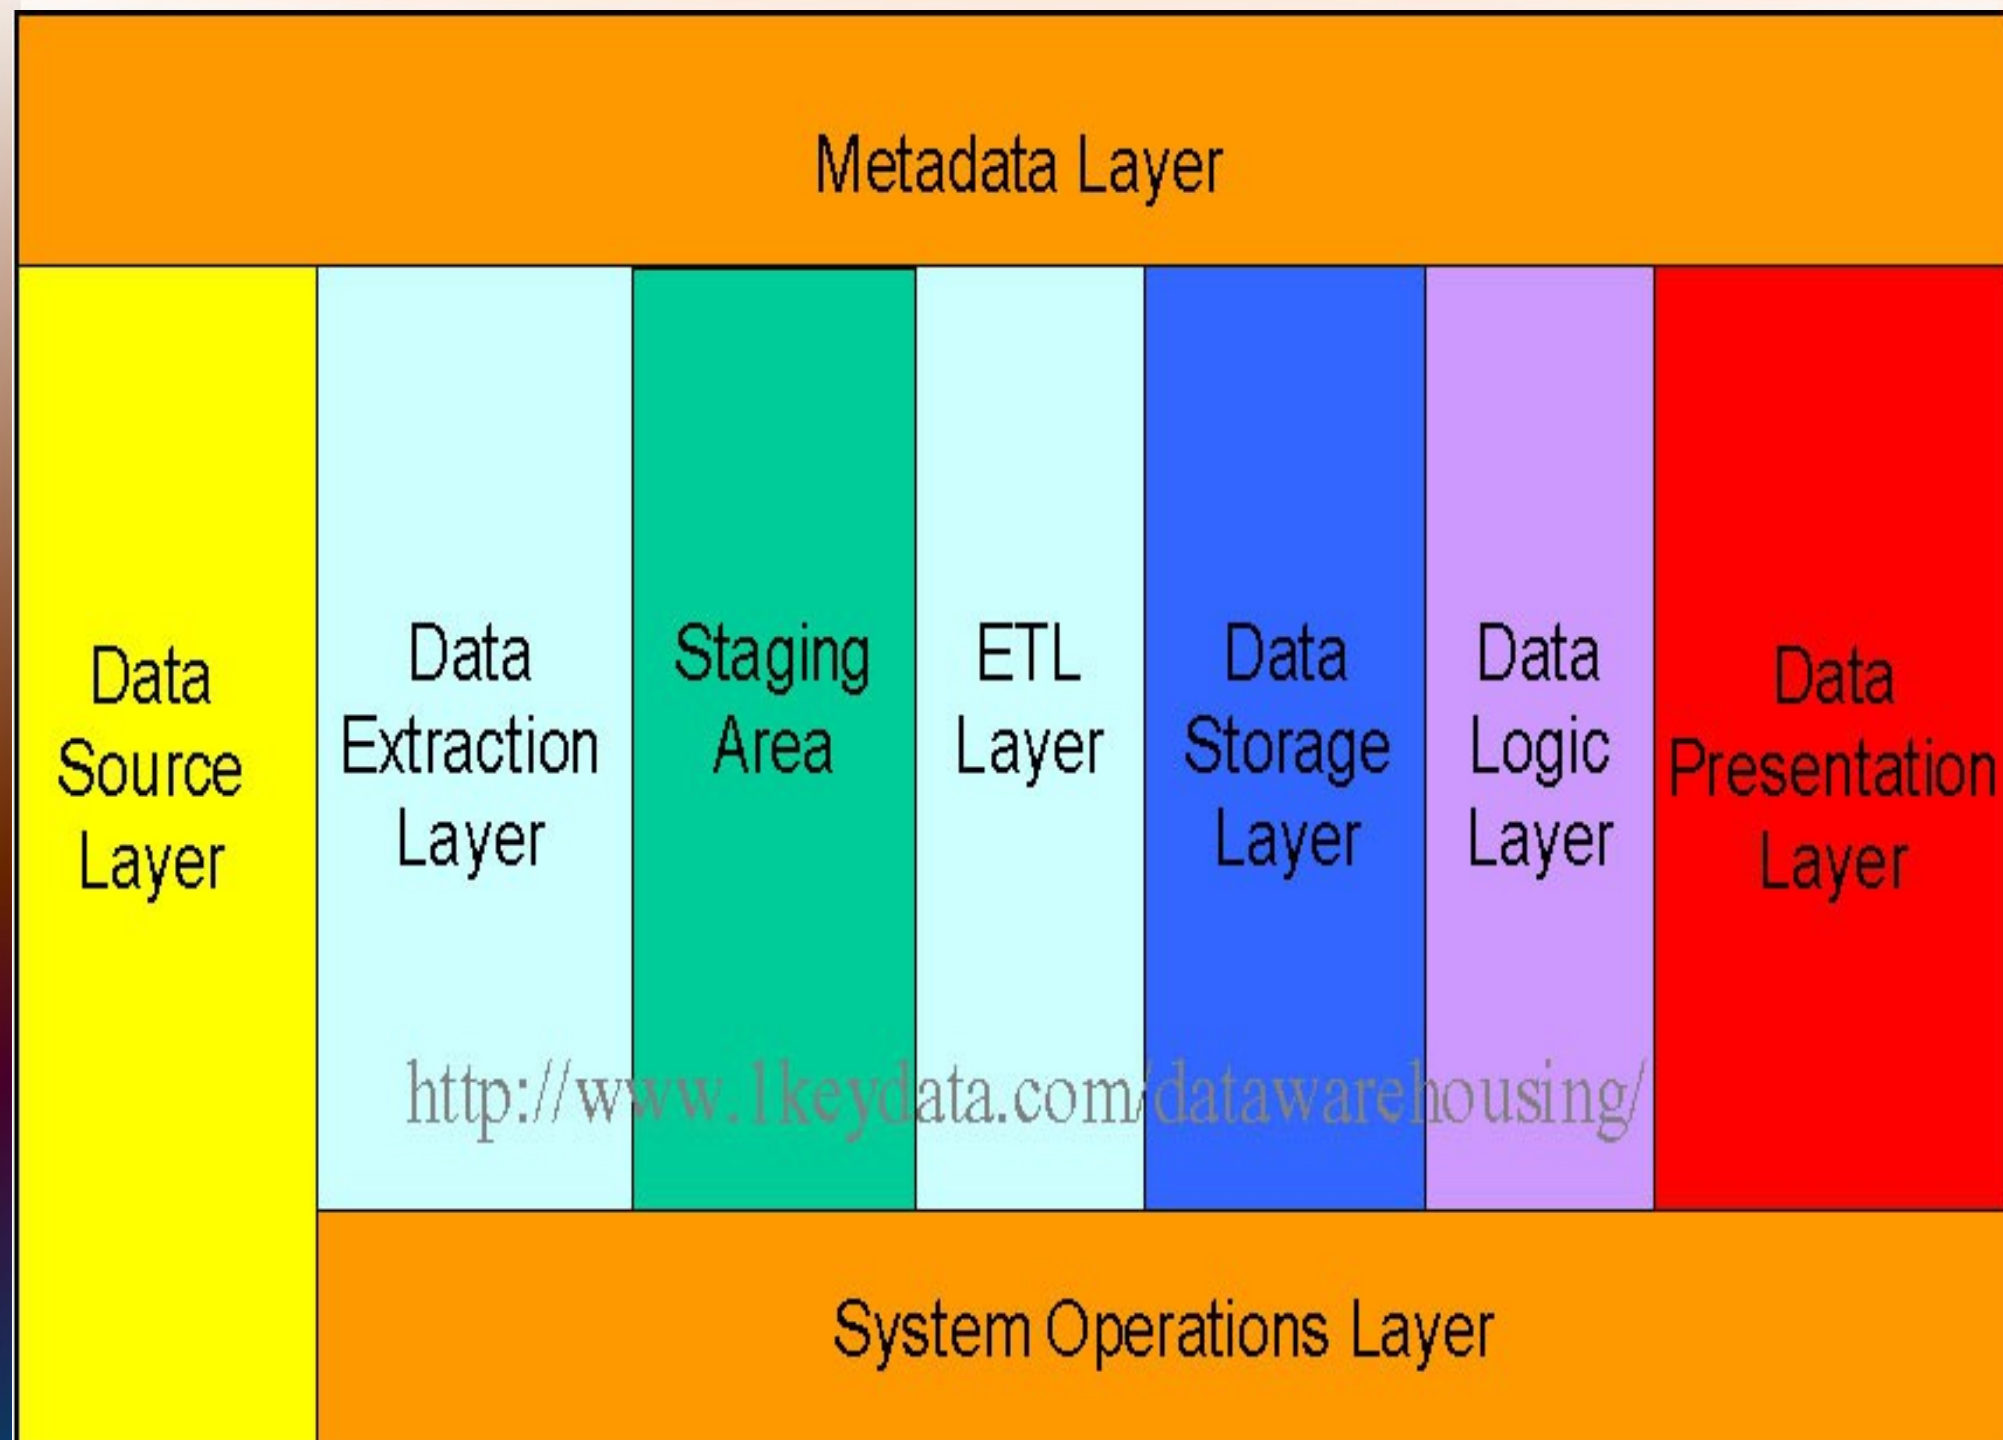 Metadata Layer
Data
Source
Layer
Data
Extraction
Layer
Staging
Area
ETL
Layer
Data
Storage
Layer
Data
Logic
Layer
Data
Presentation
Layer
http://www.1keydata.com/datawarehousing/
System Operations Layer